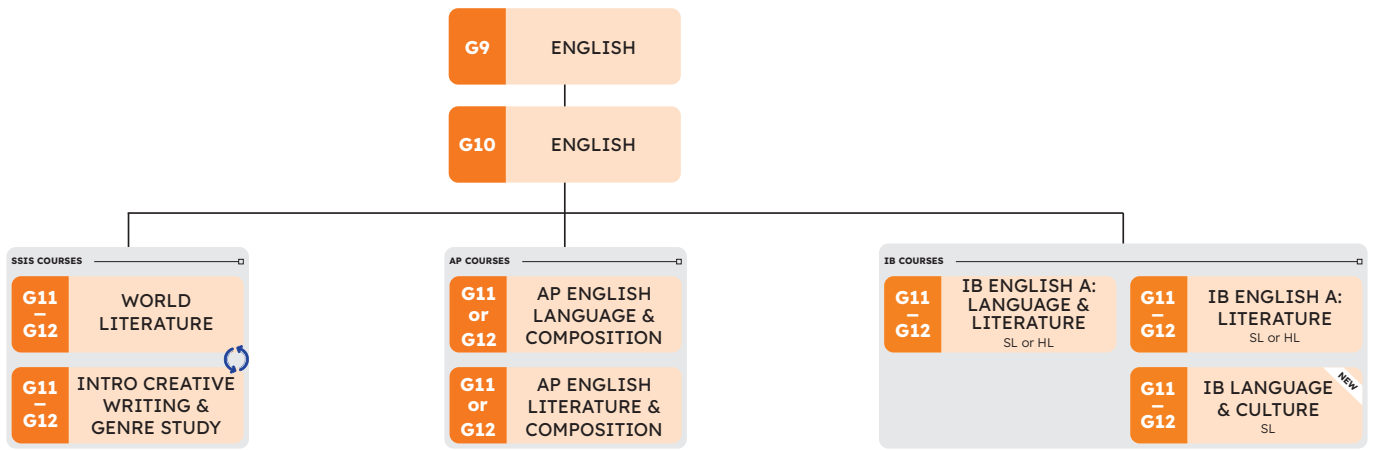 G9
ENGLISH
G10
ENGLISH
SSIS COURSES
G11
–
G12
WORLD
LITERATURE
G11
–
G12
INTRO CREATIVE
WRITING &
GENRE STUDY
AP COURSES
G11
or
G12
AP ENGLISH
LANGUAGE &
COMPOSITION
G11
or
G12
AP ENGLISH
LITERATURE &
COMPOSITION
IB COURSES
G11
–
G12
IB ENGLISH A:
LANGUAGE &
LITERATURE
SL or HL
G11
–
G12
IB ENGLISH A:
LITERATURE
SL or HL
G11
–
G12
IB LANGUAGE
& CULTURE
SL
NEW